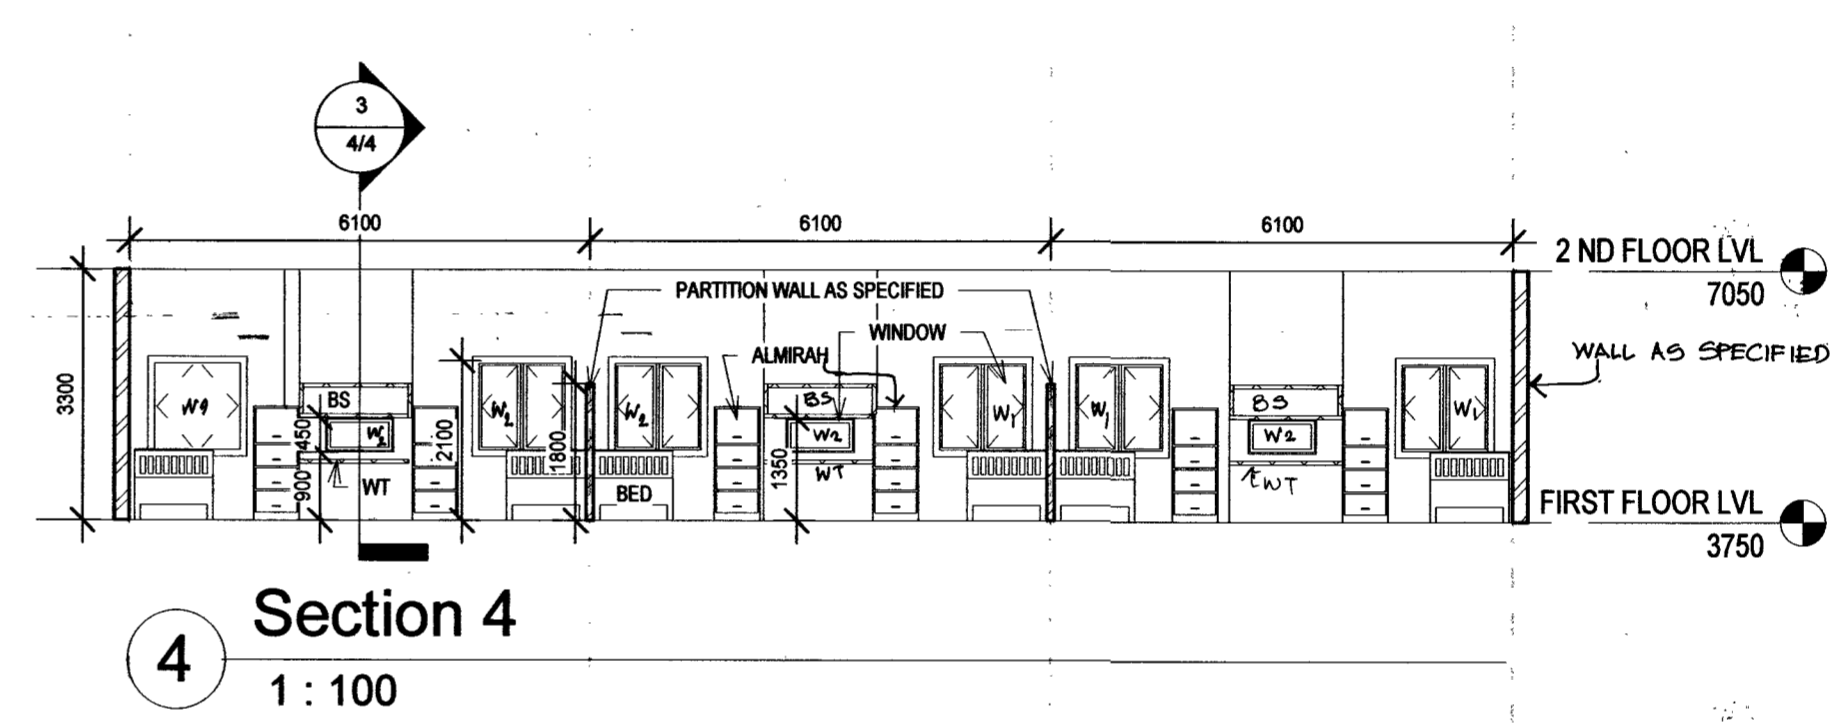 3
4/4
6100
6100
6100
2 ND FLOOR LVL
7050
PARTITION WALL AS SPECIFIED
WINDOW
ALMIRAH
WALL AS SPECIFIED
3300
BS
BS
BS
W2
W2
W1
W1
W1
W2
W2
W2
450
2100
1800
1350
900
WT
WT
WT
BED
FIRST FLOOR LVL
3750
Section 4
4
1 : 100